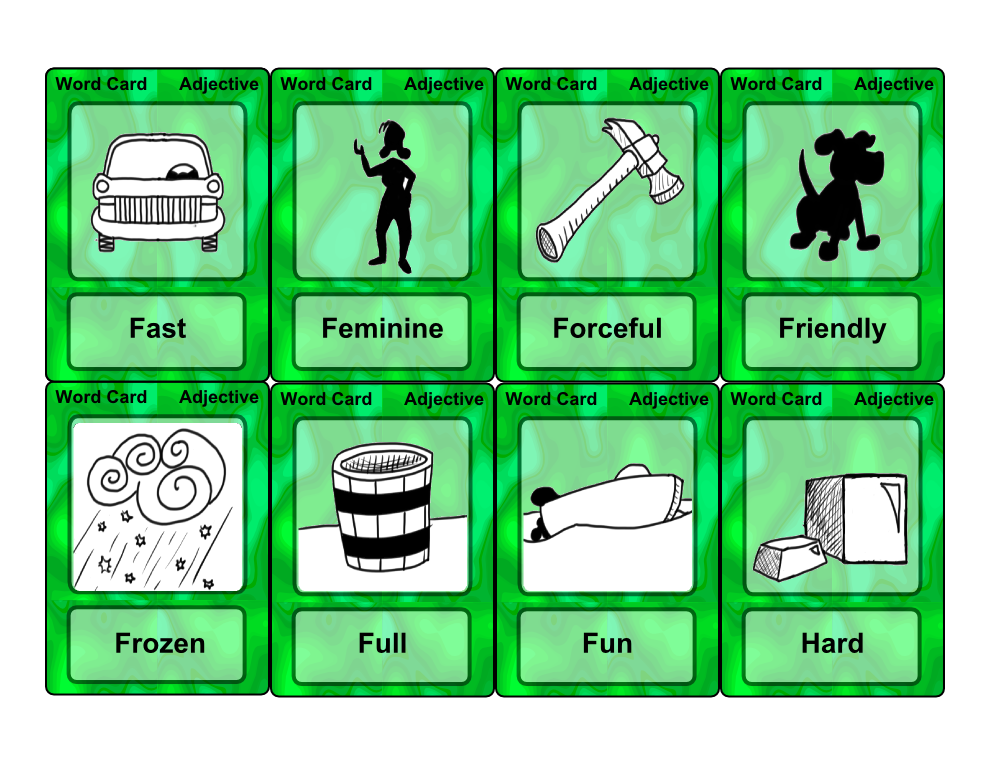 Word Card Adjective
Fast
Word Card Adjective
Feminine
Word Card Adjective
Forceful
Word Card Adjective
Friendly
Word Card Adjective
Frozen
Word Card Adjective
Full
Word Card Adjective
Fun
Word Card Adjective
Hard